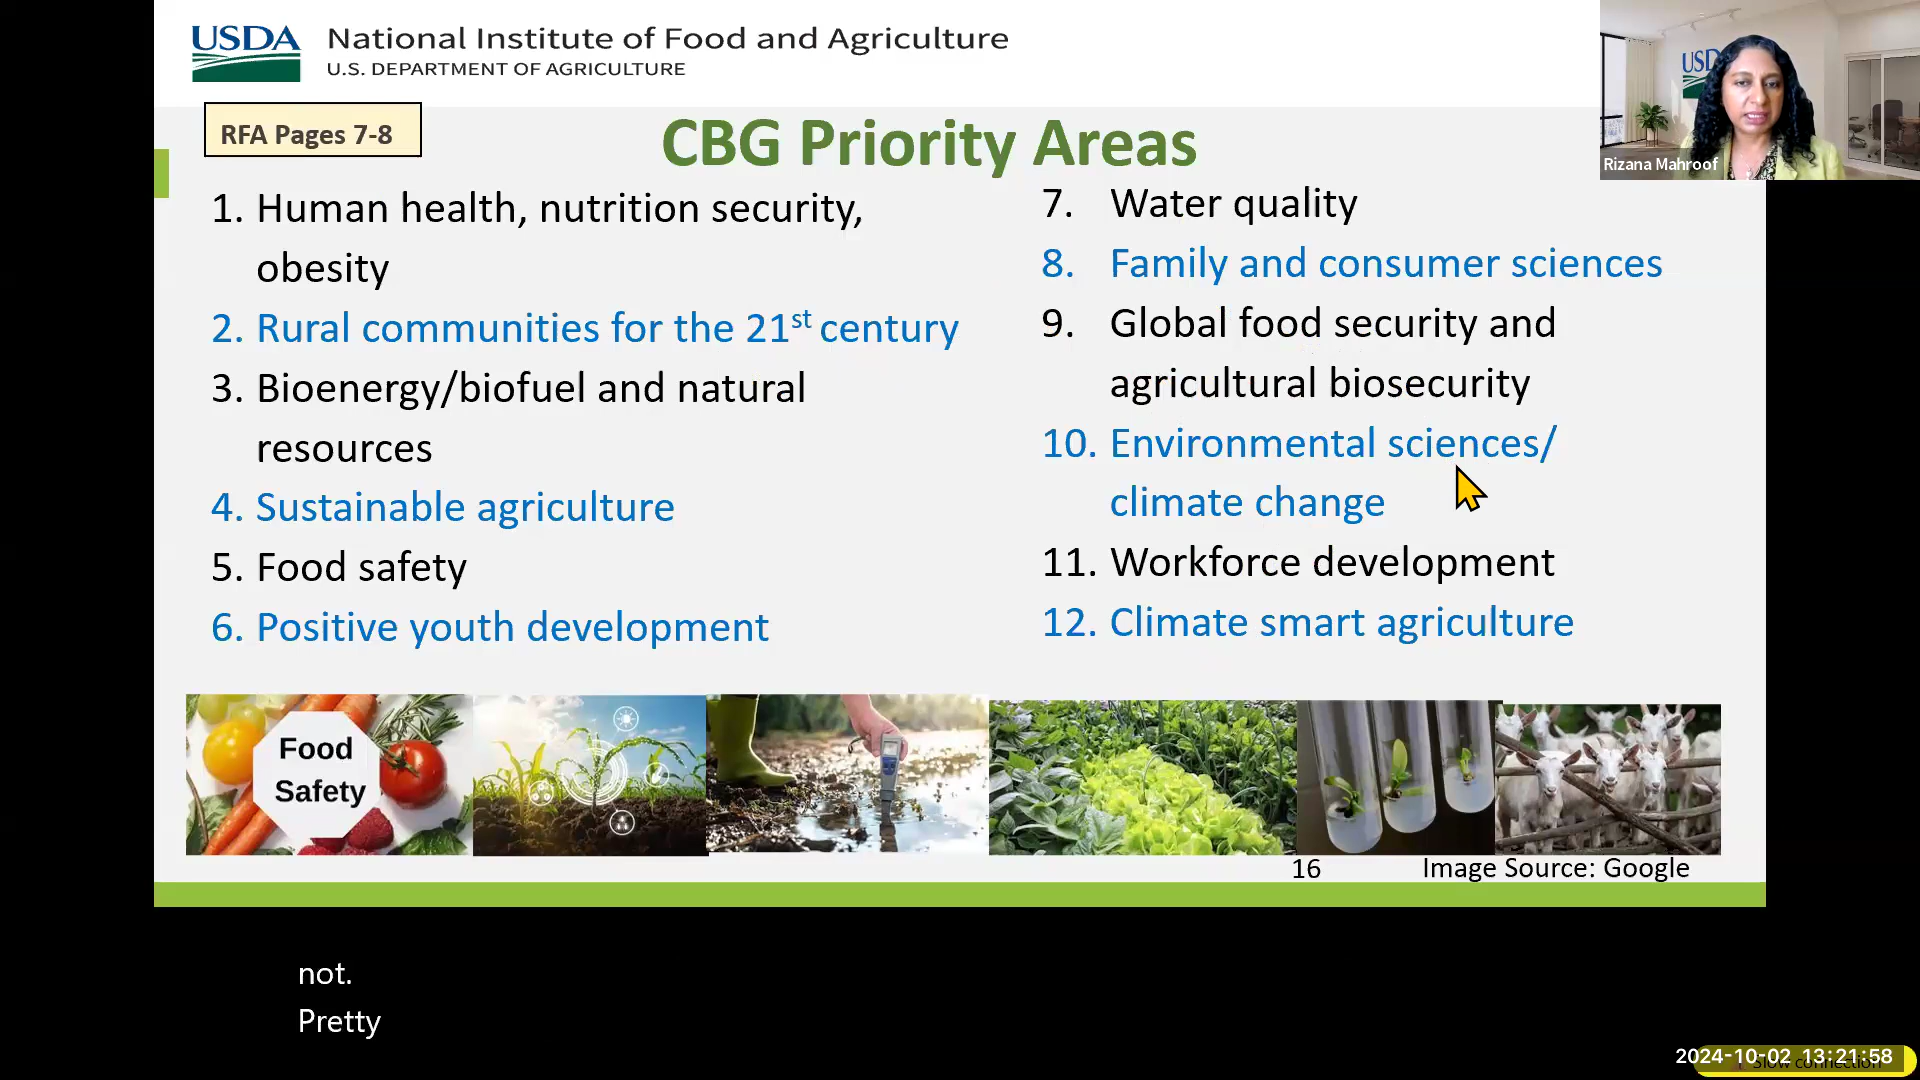 USDA
National Institute of Food and Agriculture
U.S. DEPARTMENT OF AGRICULTURE
RFA Pages 7-8
CBG Priority Areas
1. Human health, nutrition security,
obesity
2. Rural communities for the 21st century
3. Bioenergy/biofuel and natural
resources
4. Sustainable agriculture
5. Food safety
6. Positive youth development
7. Water quality
8. Family and consumer sciences
9. Global food security and
agricultural biosecurity
10. Environmental sciences/
climate change
11. Workforce development
12. Climate smart agriculture
Rizana Mahroof
Food
Safety
16
Image Source: Google
not.
Pretty
2024-10-02 13:21:58
Slow connection